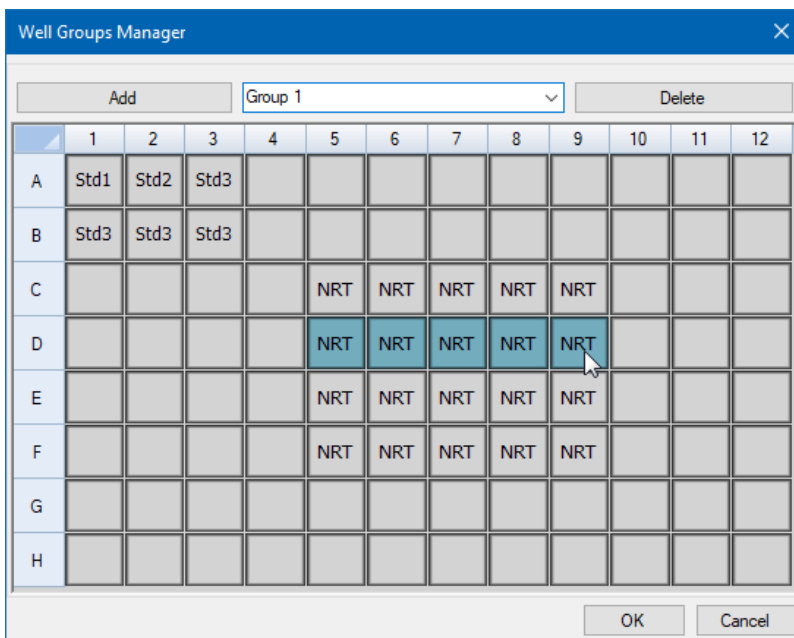 Well Groups Manager
Add Group 1 Delete
1 2 3 4 5 6 7 8 9 10 11 12
A Std1 Std2 Std3
B Std3 Std3 Std3
C NRT NRT NRT NRT NRT
D NRT NRT NRT NRT NRT
E NRT NRT NRT NRT NRT
F NRT NRT NRT NRT NRT
G
H
OK Cancel